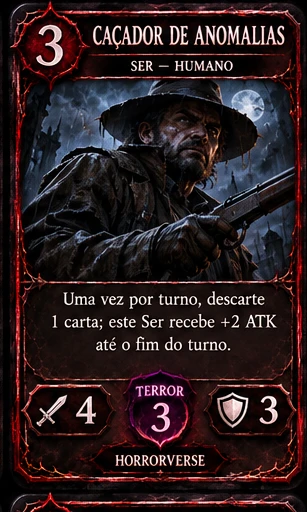 3
CAÇADOR DE ANOMALIAS
SER — HUMANO
Uma vez por turno, descarte
1 carta; este Ser recebe +2 ATK
até o fim do turno.
4
TERROR
3
3
HORRORVERSE